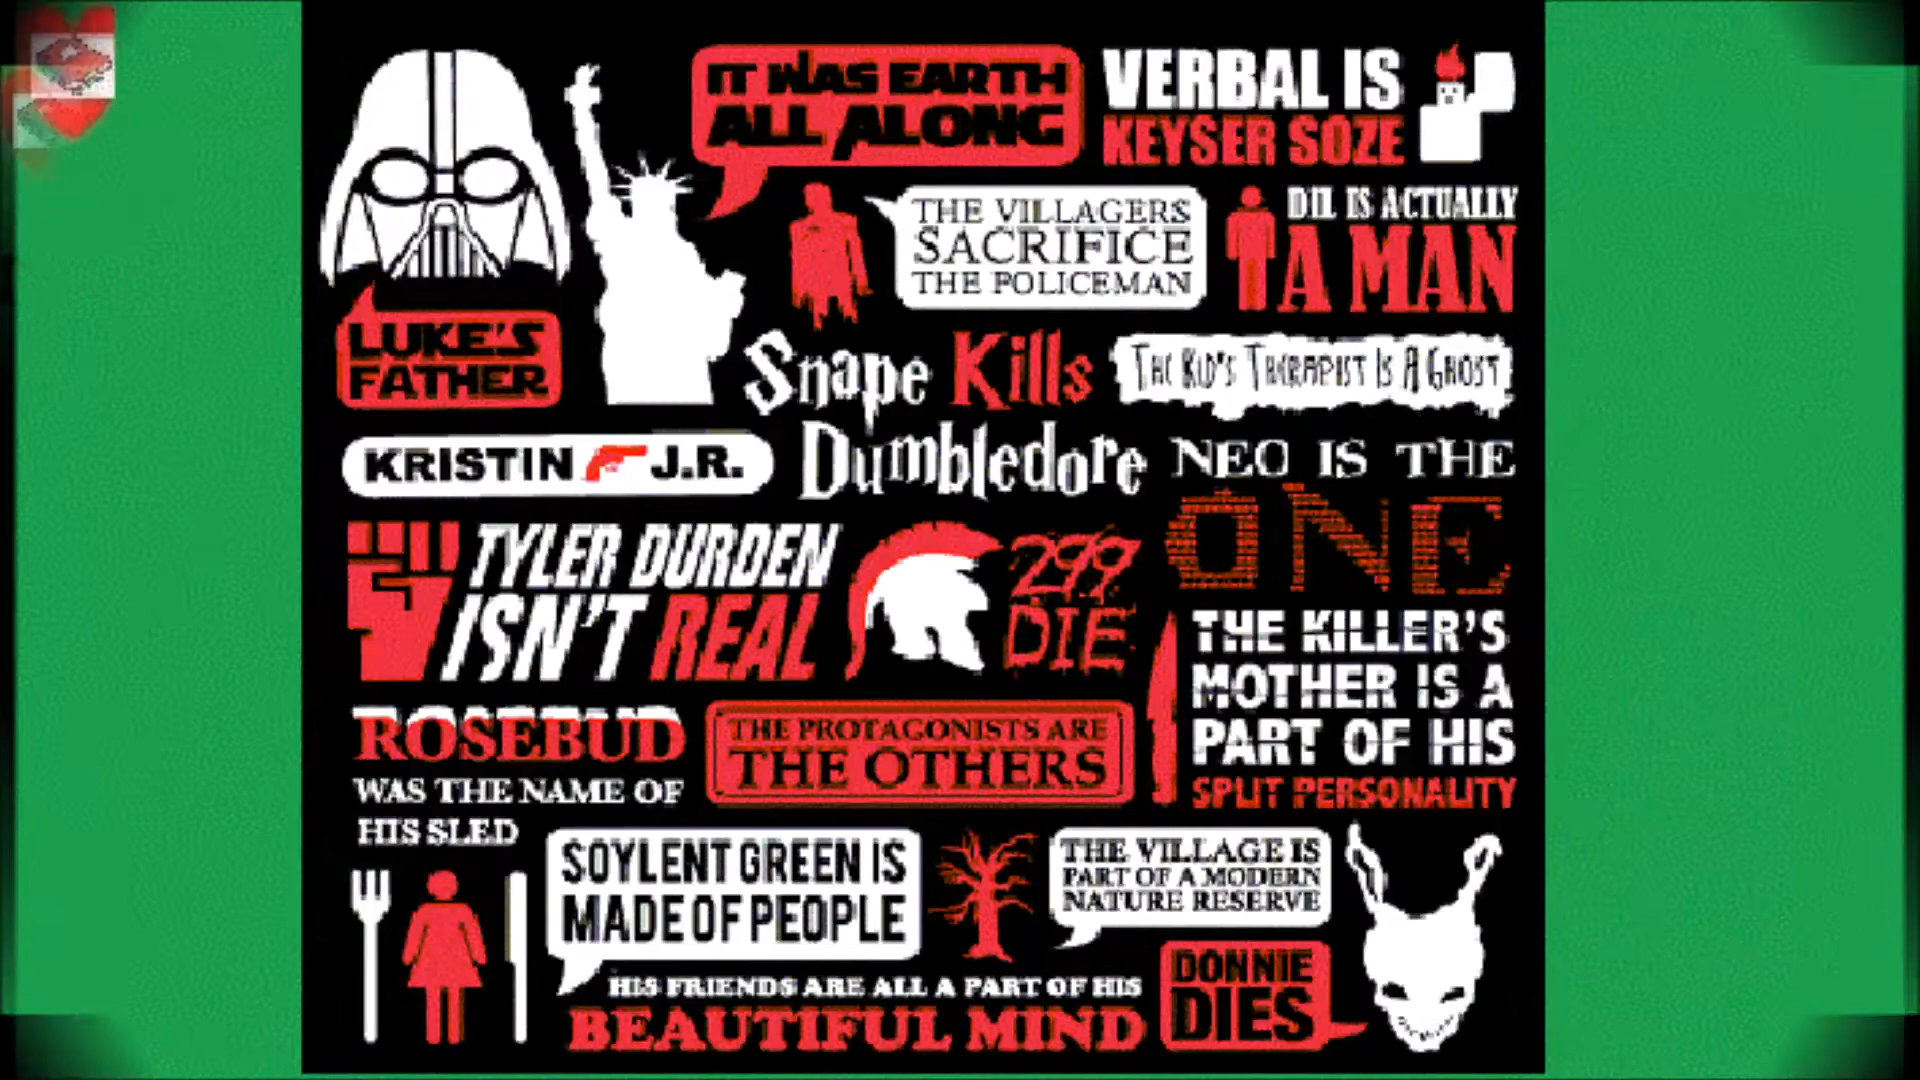 IT WAS EARTH
ALL ALONG
VERBAL IS
KEYSER SOZE
THE VILLAGERS
SACRIFICE
THE POLICEMAN
DIL IS ACTUALLY
A MAN
LUKE'S
FATHER
Snape Kills
Dumbledore
THE KID'S THERAPIST IS A GHOST
KRISTIN J.R.
NEO IS THE
ONE
TYLER DURDEN
ISN'T REAL
299
DIE
THE KILLER'S
MOTHER IS A
PART OF HIS
SPLIT PERSONALITY
ROSEBUD
WAS THE NAME OF
HIS SLED
THE PROTAGONISTS ARE
THE OTHERS
SOYLENT GREEN IS
MADE OF PEOPLE
THE VILLAGE IS
PART OF A MODERN
NATURE RESERVE
HIS FRIENDS ARE ALL A PART OF HIS
BEAUTIFUL MIND
DONNIE
DIES